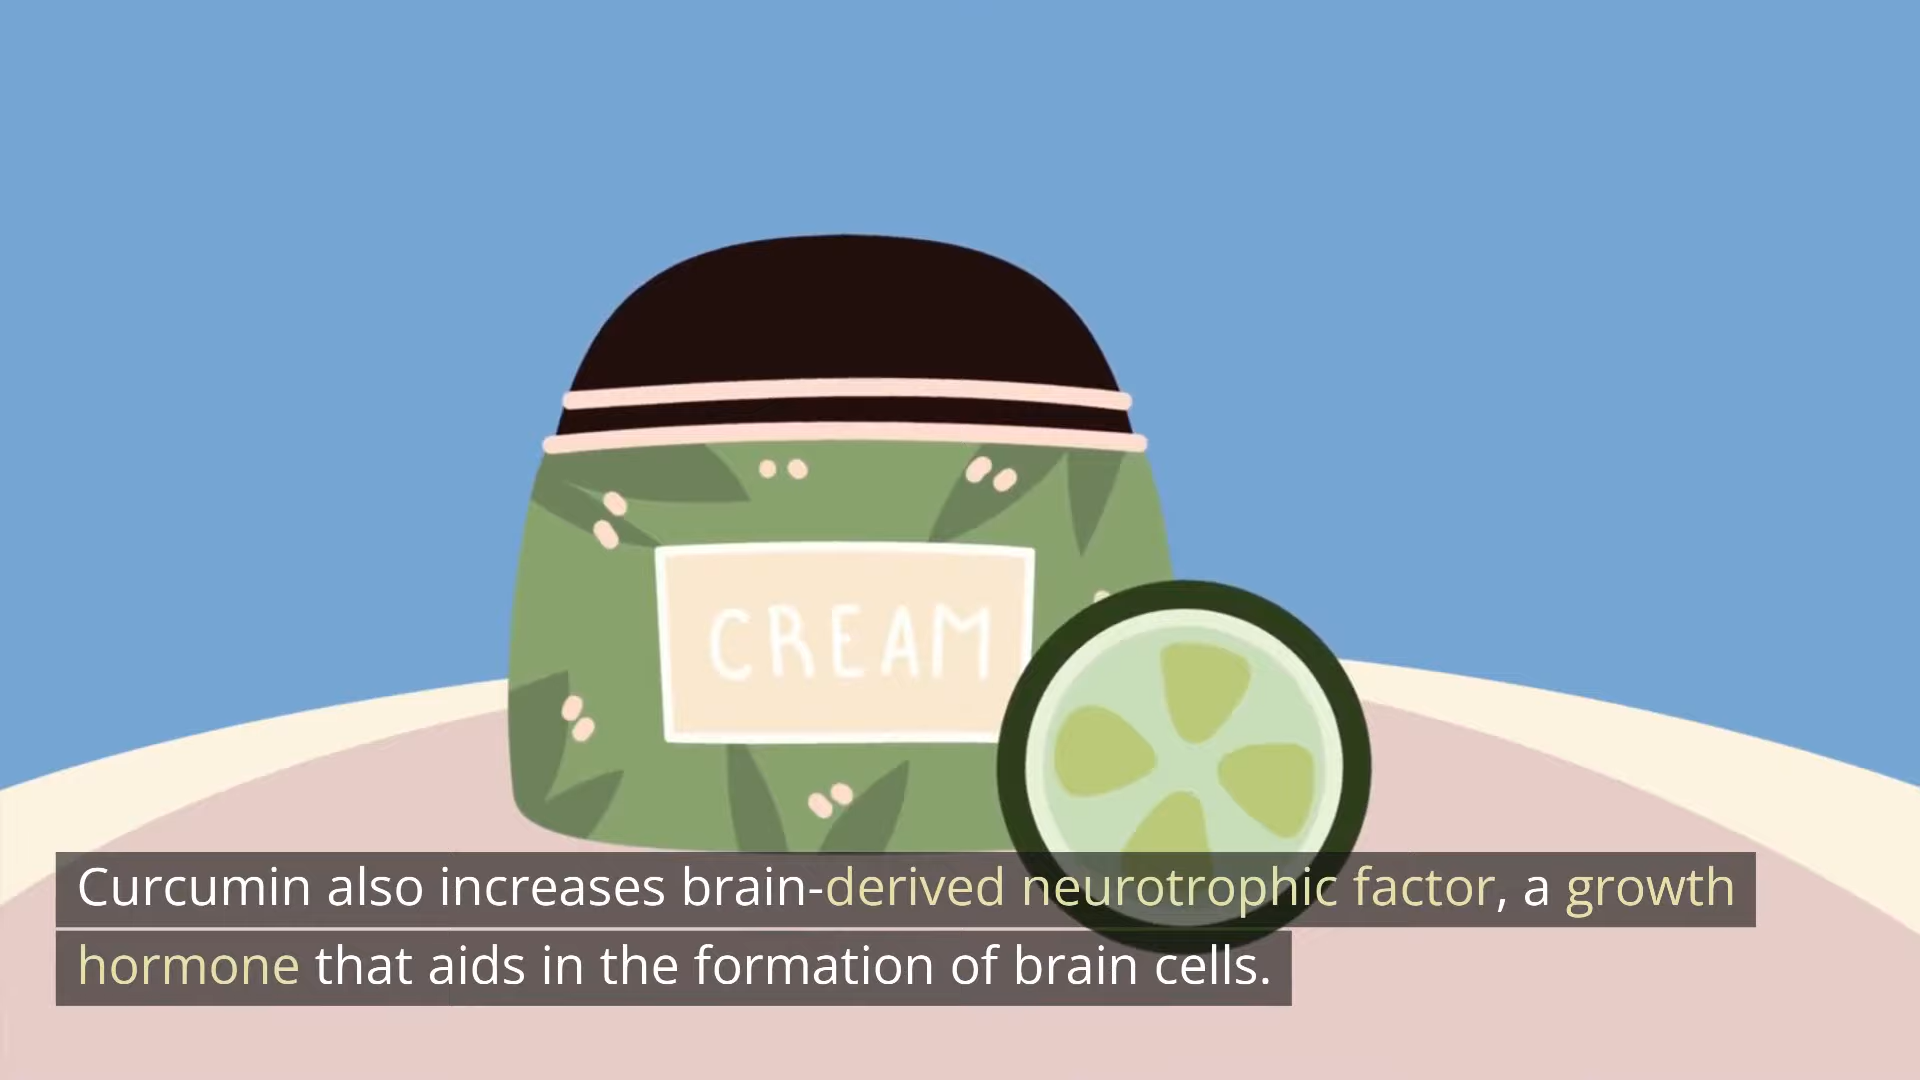 CREAM
Curcumin also increases brain-derived neurotrophic factor, a growth
hormone that aids in the formation of brain cells.